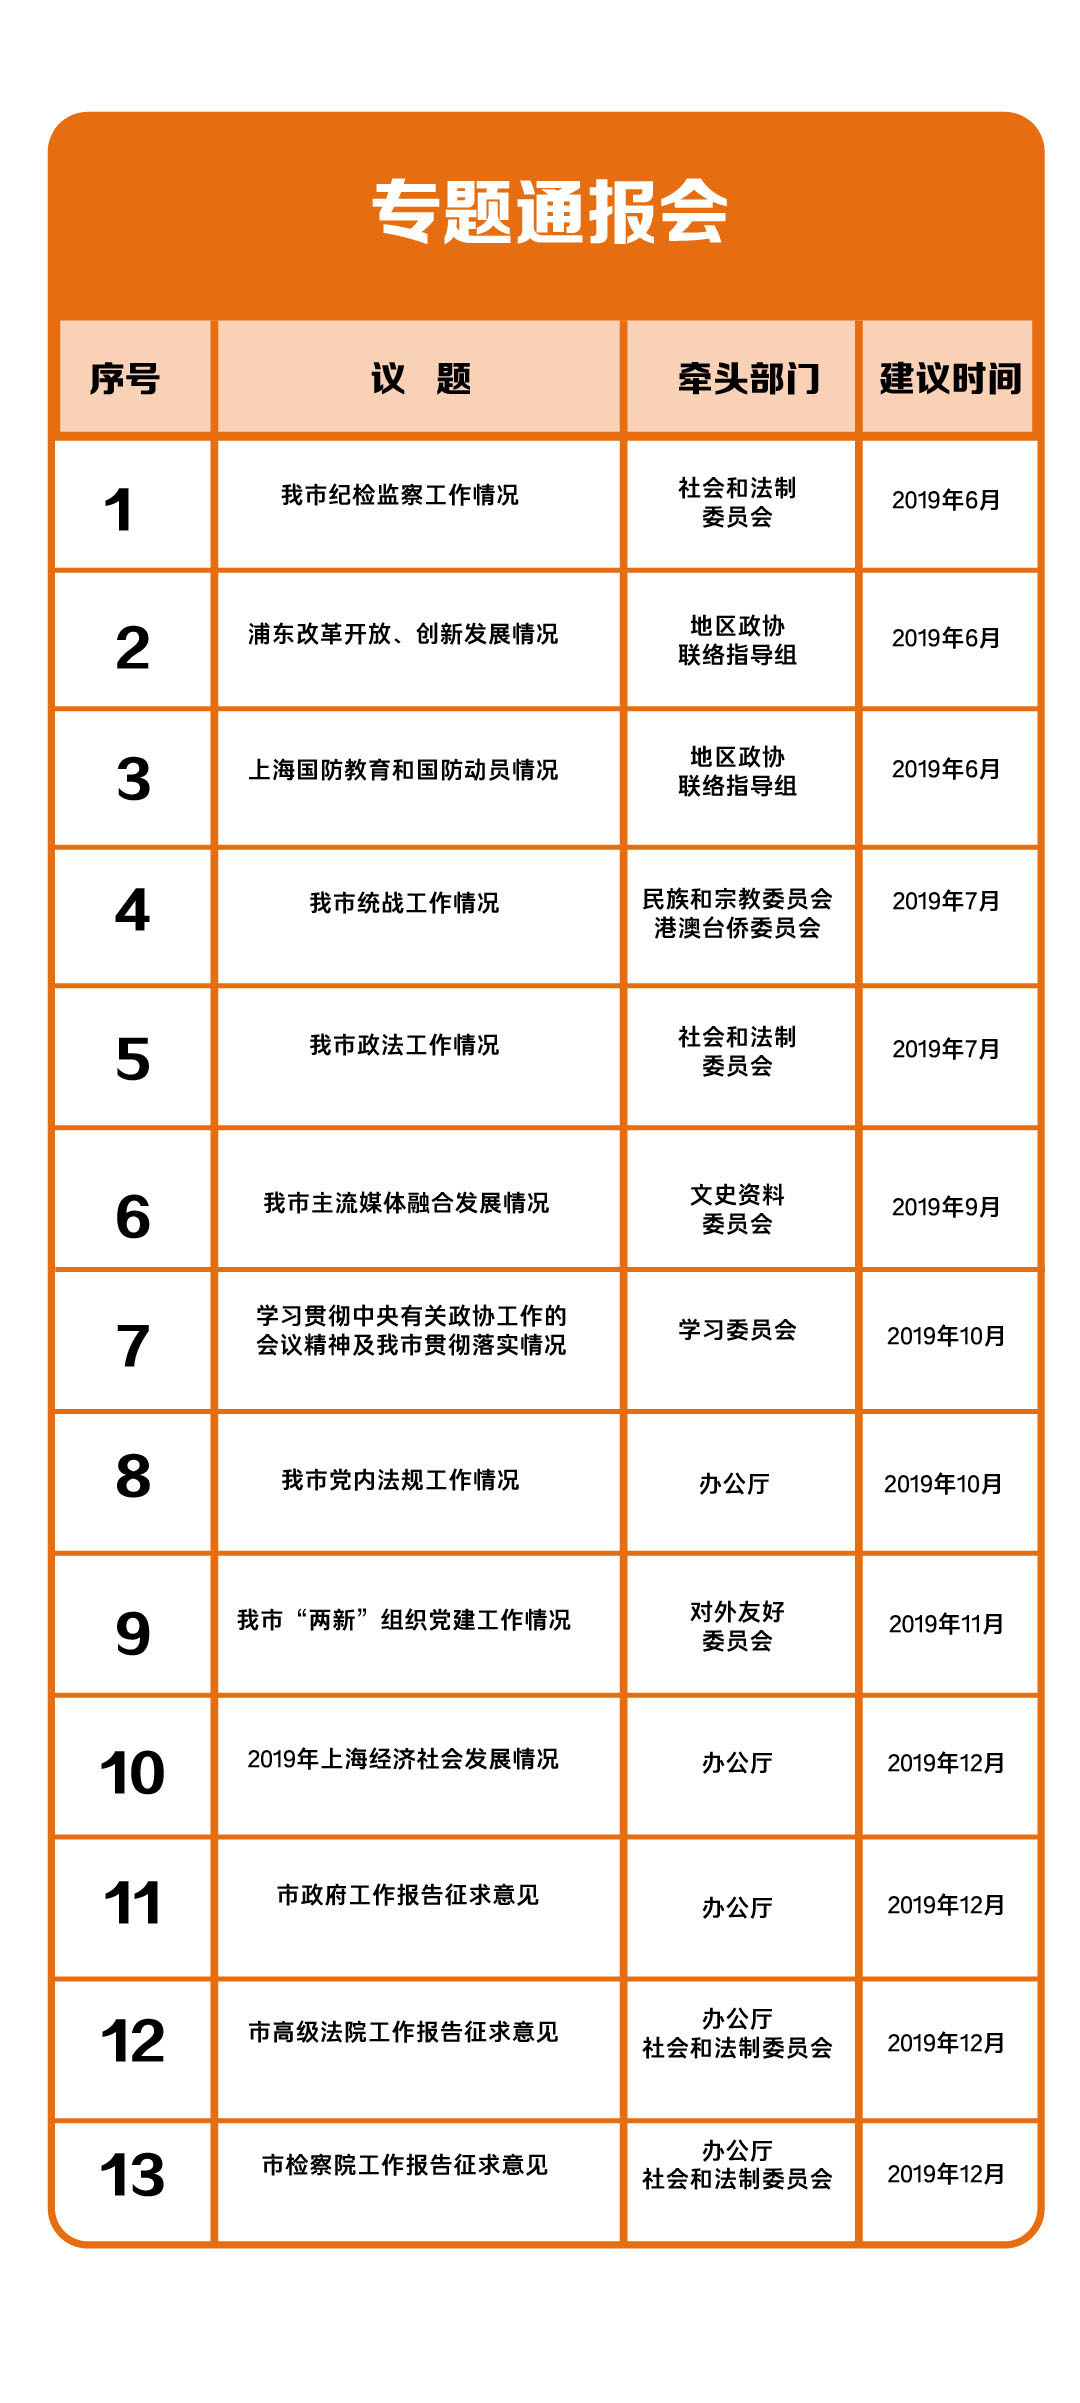 专题通报会
序号 议 题 牵头部门 建议时间
1 我市纪检监察工作情况 社会和法制 2019年6月
委员会
2 浦东改革开放、创新发展情况 地区政协 2019年6月
联络指导组
3 上海国防教育和国防动员情况 地区政协 2019年6月
联络指导组
4 我市统战工作情况 民族和宗教委员会 2019年7月
港澳台侨委员会
5 我市政法工作情况 社会和法制 2019年7月
委员会
6 我市主流媒体融合发展情况 文史资料 2019年9月
委员会
7 学习贯彻中央有关政协工作的 学习委员会 2019年10月
会议精神及我市贯彻落实情况
8 我市党内法规工作情况 办公厅 2019年10月
9 我市“两新”组织党建工作情况 对外友好 2019年11月
委员会
10 2019年上海经济社会发展情况 办公厅 2019年12月
11 市政府工作报告征求意见 办公厅 2019年12月
12 市高级法院工作报告征求意见 办公厅 2019年12月
社会和法制委员会
13 市检察院工作报告征求意见 办公厅 2019年12月
社会和法制委员会